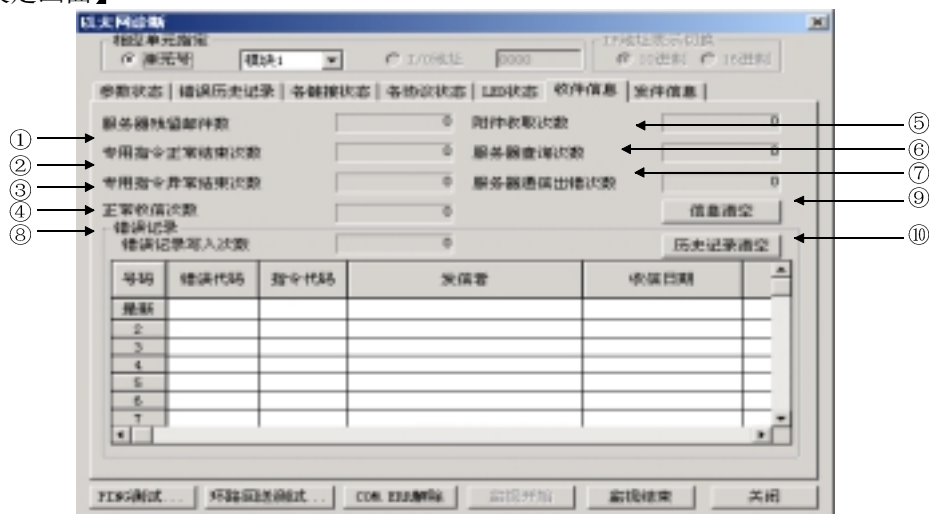 以太网诊断
相应单元指定
单元号 模块1 I/O地址 0000
IP地址表示切换
10进制 16进制
参数状态 错误历史记录 各链接状态 各协议状态 LED状态 收件信息 发件信息
① 服务器残留邮件数 0 附件收取次数 0 ⑤
② 专用指令正常结束次数 0 服务器查询次数 0 ⑥
③ 专用指令异常结束次数 0 服务器通信出错次数 0 ⑦
④ 正常收信次数 0 信息清空 ⑨
⑧ 错误记录
错误记录写入次数 0 历史记录清空 ⑩
号码 错误代码 指令代码 发信者 收信日期
最新
2
3
4
5
6
7
PING测试... 环路回送测试... COM. ERR解除 监视开始 监视结束 关闭